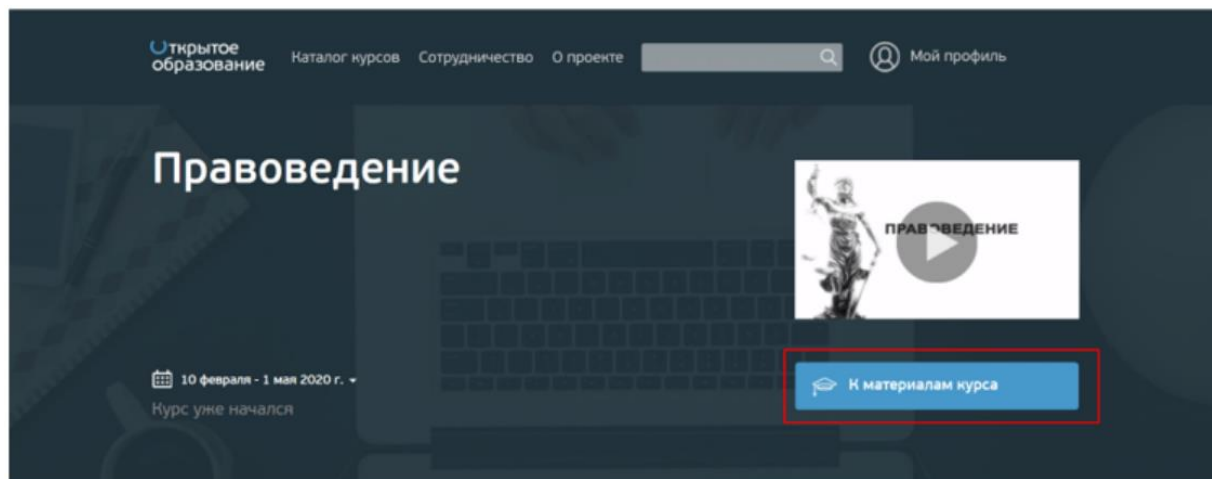 Открытое
образование
Каталог курсов Сотрудничество О проекте
Мой профиль
Правоведение
ПРАВОВЕДЕНИЕ
10 февраля - 1 мая 2020 г.
Курс уже начался
К материалам курса